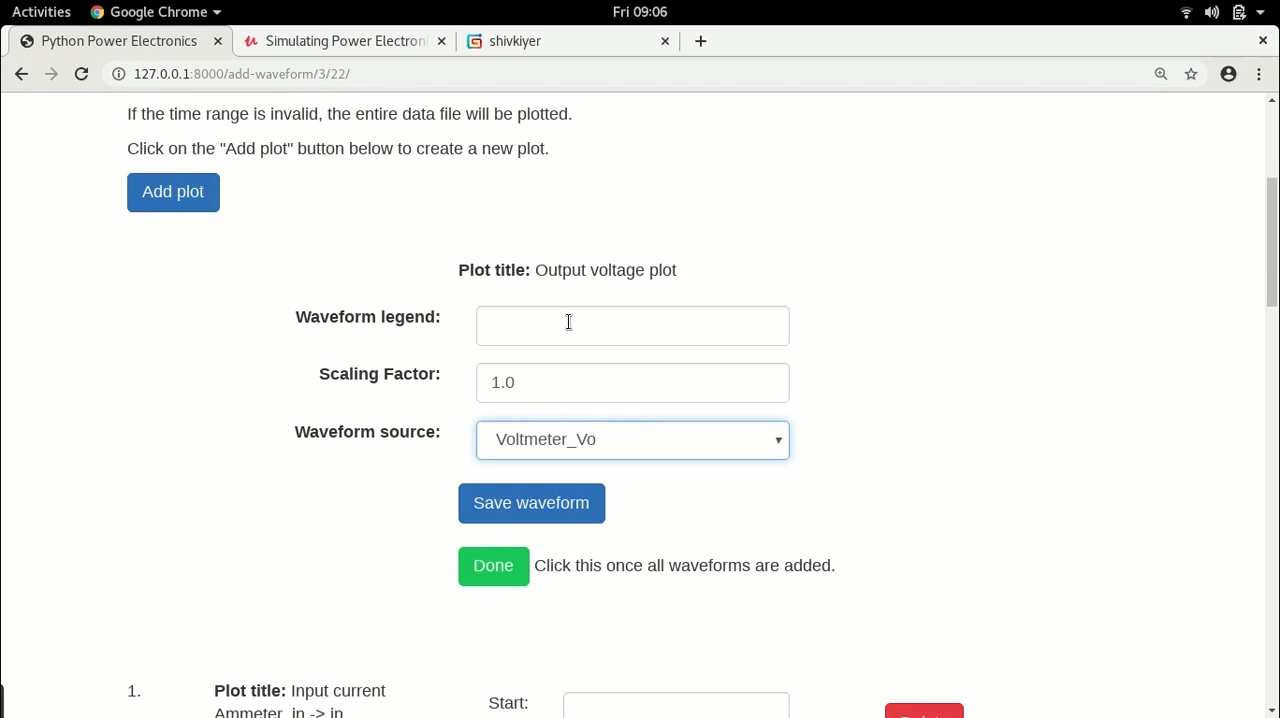 Activities Google Chrome Fri 09:06
Python Power Electronics Simulating Power Electroni shivkiyer
127.0.0.1:8000/add-waveform/3/22/
If the time range is invalid, the entire data file will be plotted.
Click on the "Add plot" button below to create a new plot.
Add plot
Plot title: Output voltage plot
Waveform legend:
Scaling Factor: 1.0
Waveform source: Voltmeter_Vo
Save waveform
Done Click this once all waveforms are added.
1. Plot title: Input current Start:
Ammeter_in -> in